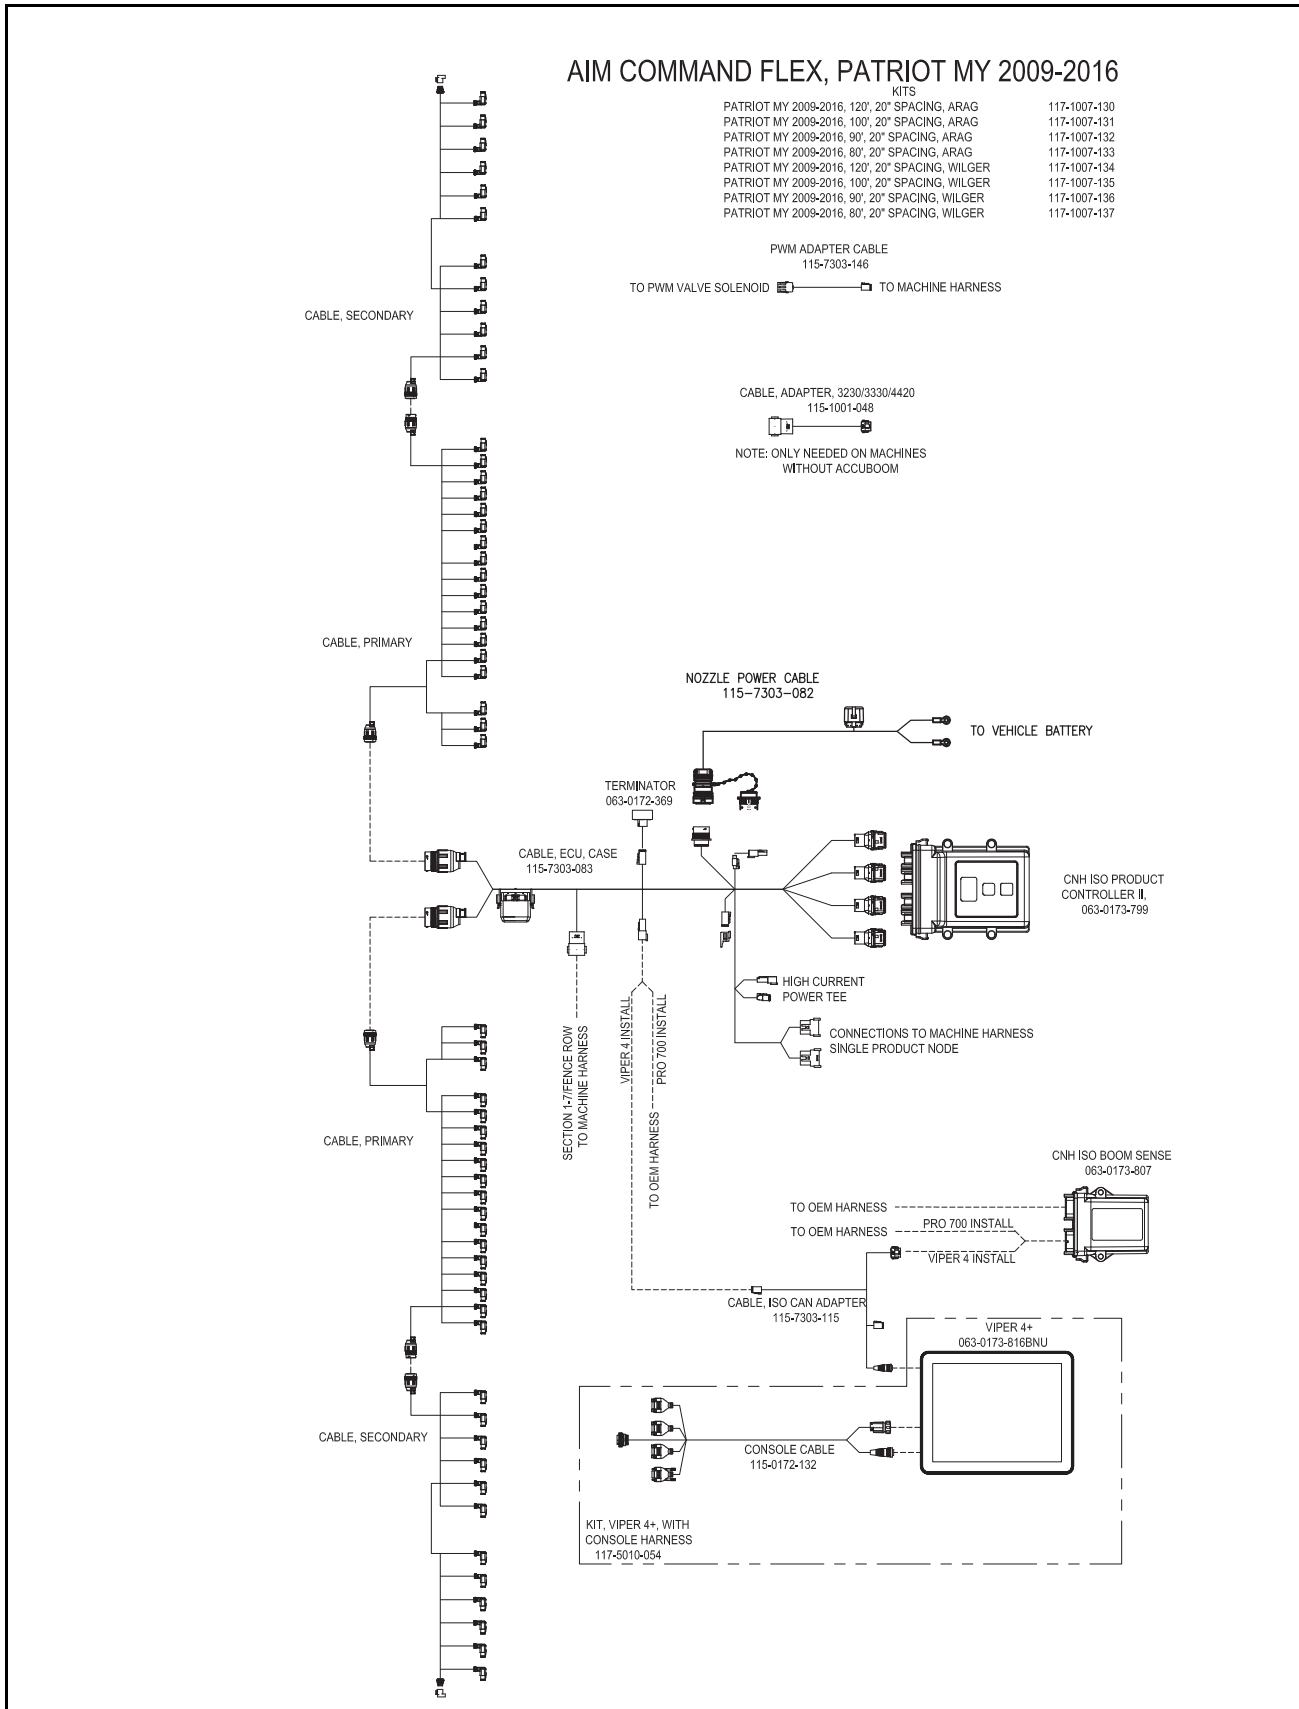 AIM COMMAND FLEX, PATRIOT MY 2009-2016
KITS
PATRIOT MY 2009-2016, 120', 20" SPACING, ARAG 117-1007-130
PATRIOT MY 2009-2016, 100', 20" SPACING, ARAG 117-1007-131
PATRIOT MY 2009-2016, 90', 20" SPACING, ARAG 117-1007-132
PATRIOT MY 2009-2016, 80', 20" SPACING, ARAG 117-1007-133
PATRIOT MY 2009-2016, 120', 20" SPACING, WILGER 117-1007-134
PATRIOT MY 2009-2016, 100', 20" SPACING, WILGER 117-1007-135
PATRIOT MY 2009-2016, 90', 20" SPACING, WILGER 117-1007-136
PATRIOT MY 2009-2016, 80', 20" SPACING, WILGER 117-1007-137
PWM ADAPTER CABLE
115-7303-146
TO PWM VALVE SOLENOID
TO MACHINE HARNESS
CABLE, SECONDARY
CABLE, ADAPTER, 3230/3330/4420
115-1001-048
NOTE: ONLY NEEDED ON MACHINES
WITHOUT ACCUBOOM
CABLE, PRIMARY
NOZZLE POWER CABLE
115-7303-082
TO VEHICLE BATTERY
TERMINATOR
063-0172-369
CABLE, ECU, CASE
115-7303-083
CNH ISO PRODUCT
CONTROLLER II,
063-0173-799
HIGH CURRENT
POWER TEE
CONNECTIONS TO MACHINE HARNESS
SINGLE PRODUCT NODE
SECTION 1-7/FENCE ROW
TO MACHINE HARNESS
VIPER 4 INSTALL
PRO 700 INSTALL
TO OEM HARNESS
CABLE, PRIMARY
CNH ISO BOOM SENSE
063-0173-807
TO OEM HARNESS
TO OEM HARNESS
PRO 700 INSTALL
VIPER 4 INSTALL
CABLE, ISO CAN ADAPTER
115-7303-115
VIPER 4+
063-0173-816BNU
CABLE, SECONDARY
CONSOLE CABLE
115-0172-132
KIT, VIPER 4+, WITH
CONSOLE HARNESS
117-5010-054